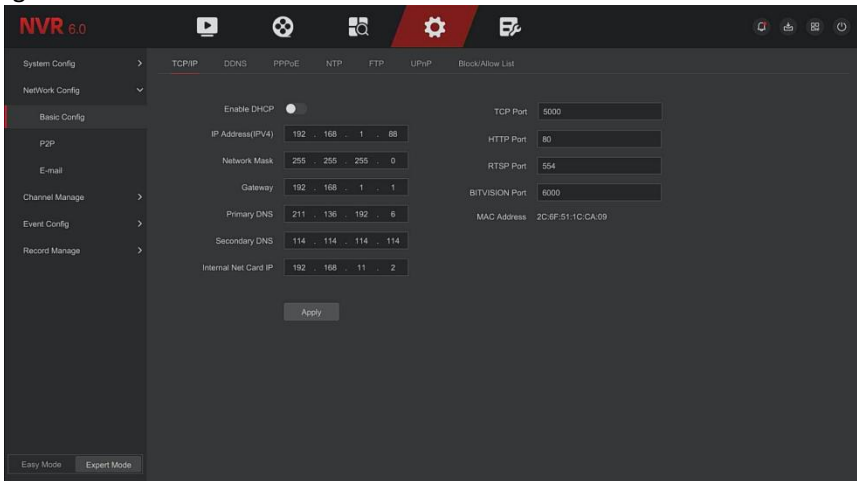 NVR 6.0
System Config
NetWork Config
Basic Config
P2P
E-mail
Channel Manage
Event Config
Record Manage
Easy Mode Expert Mode
TCP/IP DDNS PPPoE NTP FTP UPnP Block/Allow List
Enable DHCP
IP Address(IPV4) 192 . 168 . 1 . 88
Network Mask 255 . 255 . 255 . 0
Gateway 192 . 168 . 1 . 1
Primary DNS 211 . 136 . 192 . 6
Secondary DNS 114 . 114 . 114 . 114
Internal Net Card IP 192 . 168 . 11 . 2
Apply
TCP Port 5000
HTTP Port 80
RTSP Port 554
BITVISION Port 6000
MAC Address 2C:6F:51:1C:CA:09